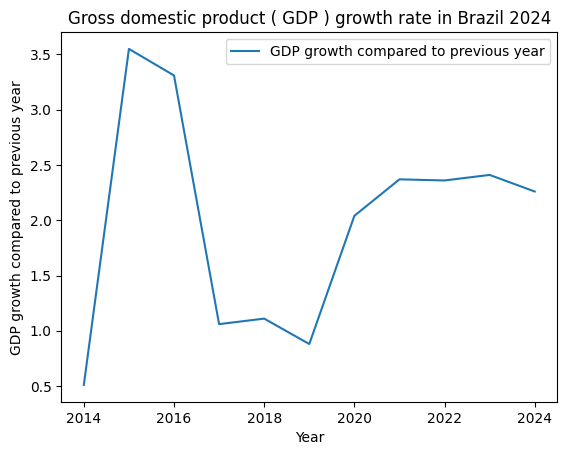 Gross domestic product ( GDP ) growth rate in Brazil 2024
GDP growth compared to previous year
GDP growth compared to previous year
3.5
3.0
2.5
2.0
1.5
1.0
0.5
2014 2016 2018 2020 2022 2024
Year